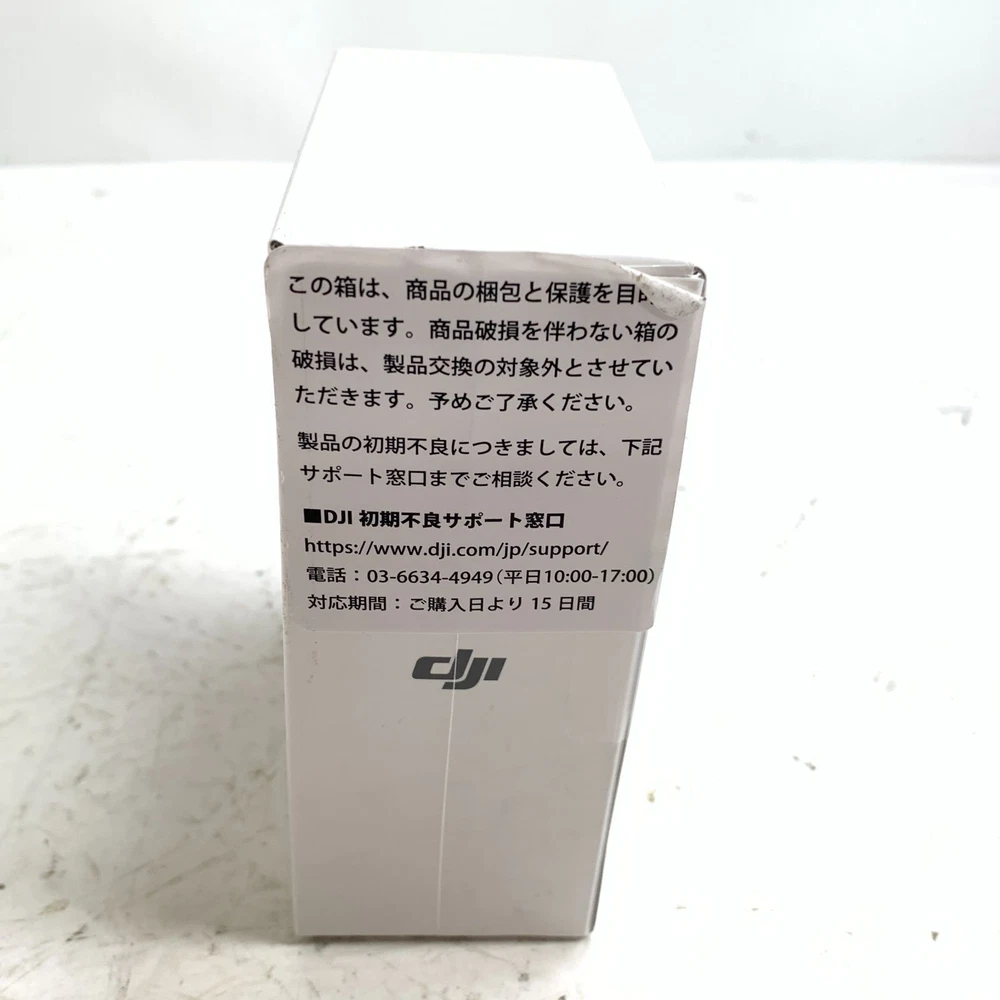 この箱は、商品の梱包と保護を目
しています。商品破損を伴わない箱の
破損は、製品交換の対象外とさせてい
ただきます。予めご了承ください。
製品の初期不良につきましては、下記
サポート窓口までご相談ください。
■DJI 初期不良サポート窓口
https://www.dji.com/jp/support/
電話：03-6634-4949（平日10:00-17:00）
対応期間：ご購入日より 15 日間
dji